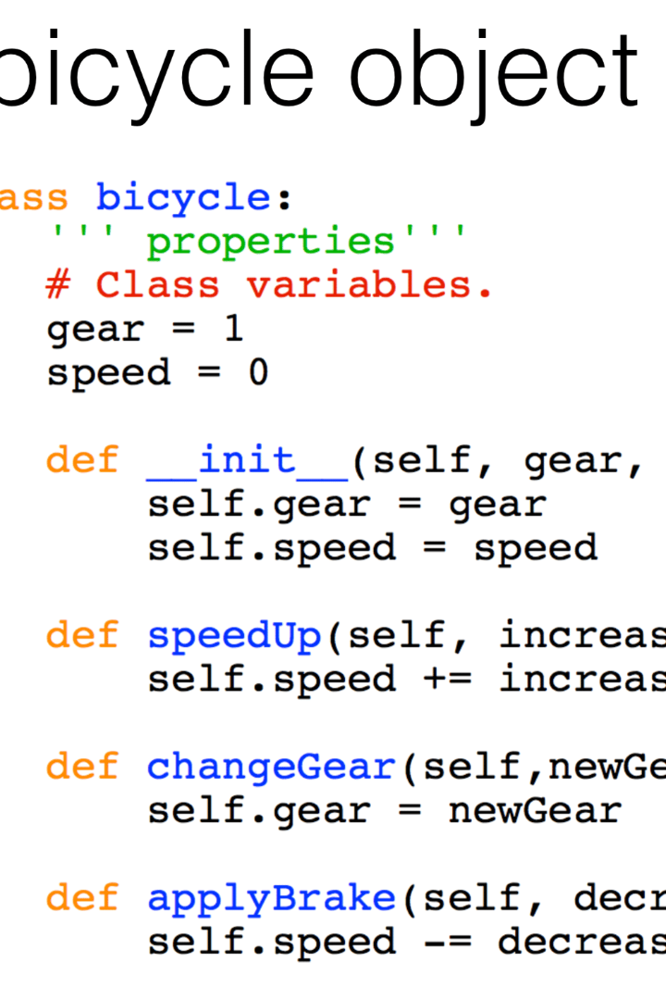 bicycle object
ass bicycle:
''' properties'''
# Class variables.
gear = 1
speed = 0
def __init__(self, gear,
self.gear = gear
self.speed = speed
def speedUp(self, increas
self.speed += increas
def changeGear(self,newGe
self.gear = newGear
def applyBrake(self, decr
self.speed -= decreas